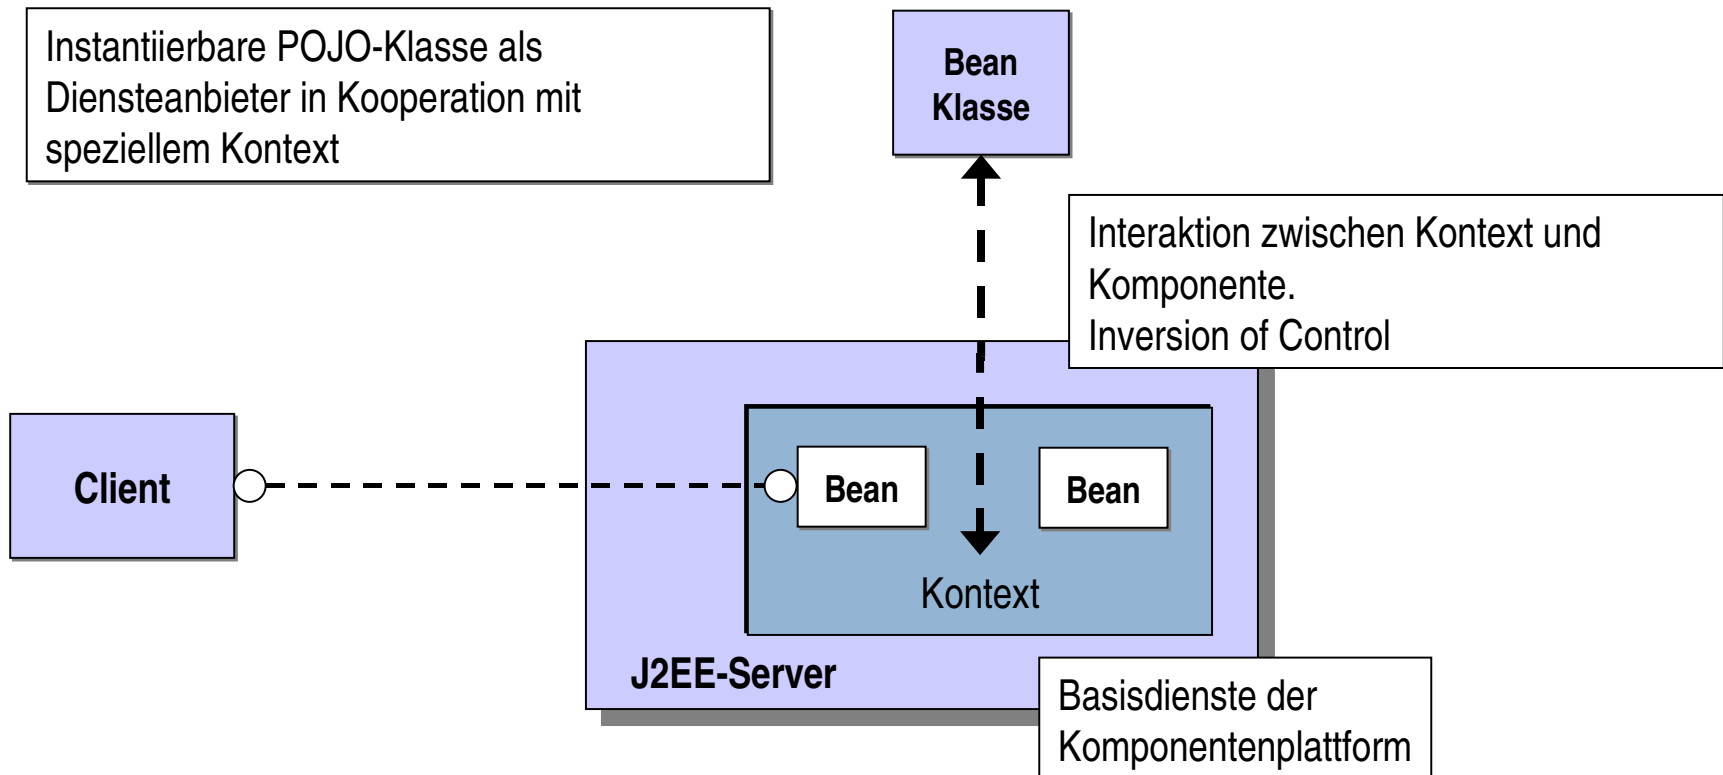 Instantiierbare POJO-Klasse als
Diensteanbieter in Kooperation mit
speziellem Kontext
Bean
Klasse
Interaktion zwischen Kontext und
Komponente.
Inversion of Control
Client
Bean
Bean
Kontext
J2EE-Server
Basisdienste der
Komponentenplattform